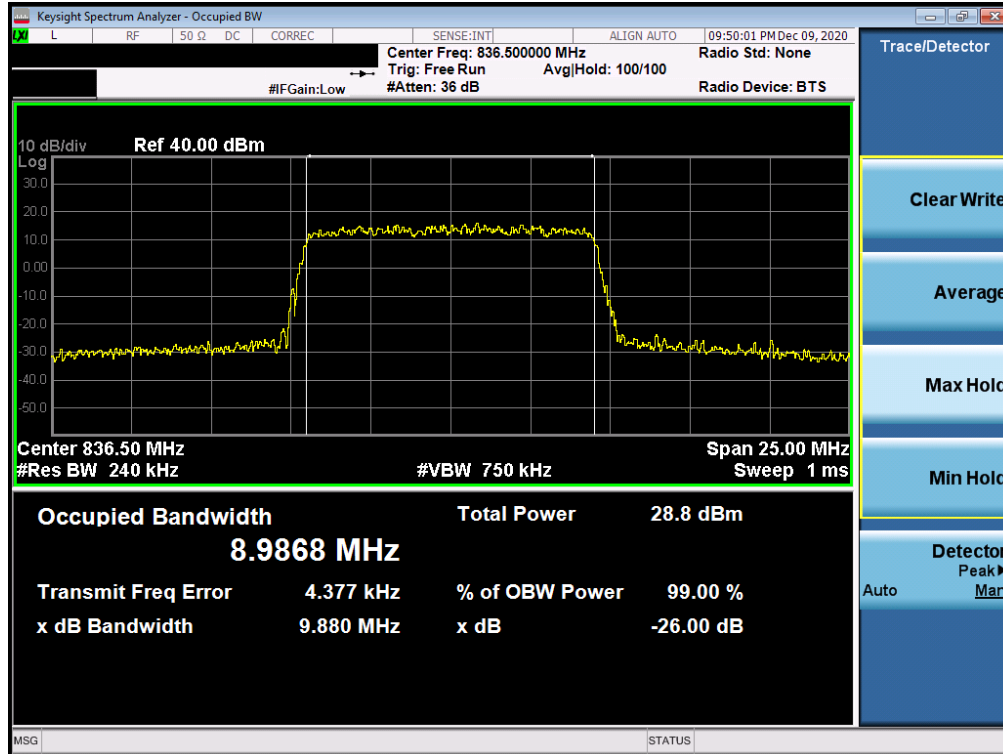 Keysight Spectrum Analyzer - Occupied BW
LXI L RF 50 Ω DC CORREC SENSE:INT ALIGN AUTO 09:50:01 PM Dec 09, 2020
Center Freq: 836.500000 MHz Radio Std: None
Trig: Free Run Avg|Hold: 100/100
#IFGain:Low #Atten: 36 dB Radio Device: BTS
10 dB/div Ref 40.00 dBm
Log
30.0
20.0
10.0
0.00
-10.0
-20.0
-30.0
-40.0
-50.0
Center 836.50 MHz Span 25.00 MHz
#Res BW 240 kHz #VBW 750 kHz Sweep 1 ms
Occupied Bandwidth Total Power 28.8 dBm
8.9868 MHz
Transmit Freq Error 4.377 kHz % of OBW Power 99.00 %
x dB Bandwidth 9.880 MHz x dB -26.00 dB
MSG STATUS
Trace/Detector
Clear Write
Average
Max Hold
Min Hold
Detector
Peak
Auto Man